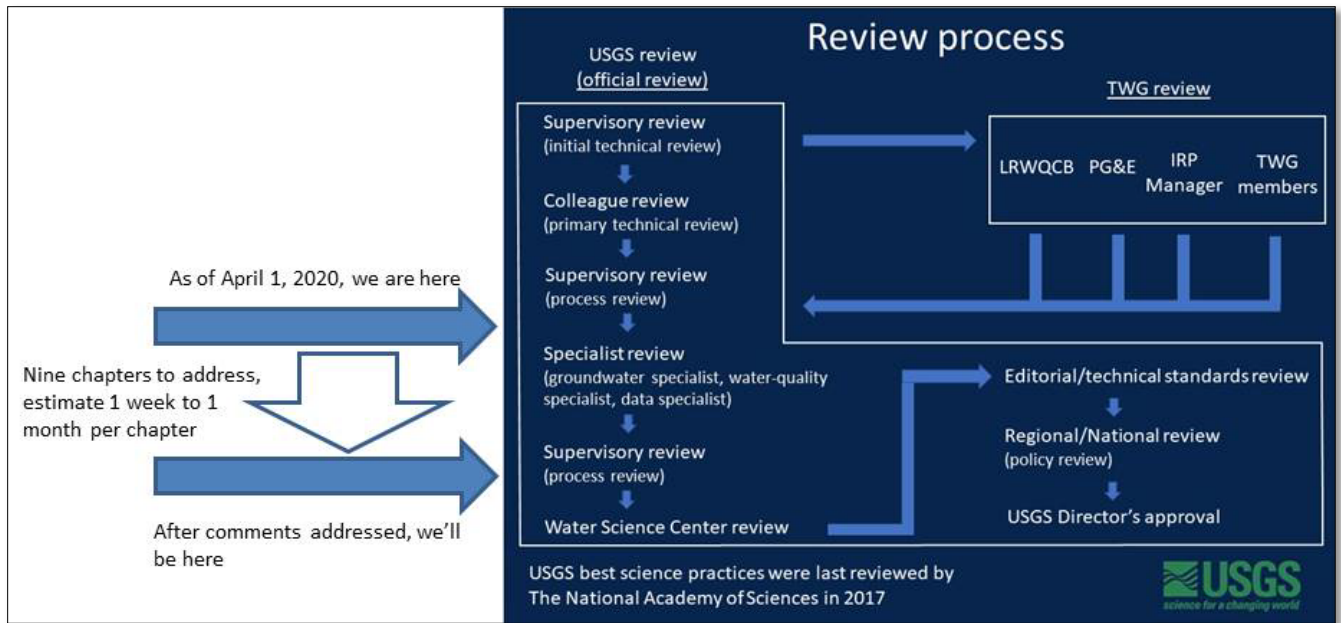 Review process
USGS review
(official review)
TWG review
Supervisory review
(initial technical review)
Colleague review
(primary technical review)
Supervisory review
(process review)
Specialist review
(groundwater specialist, water-quality
specialist, data specialist)
Supervisory review
(process review)
Water Science Center review
LRWQCB
PG&E
IRP
Manager
TWG
members
Editorial/technical standards review
Regional/National review
(policy review)
USGS Director's approval
As of April 1, 2020, we are here
Nine chapters to address,
estimate 1 week to 1
month per chapter
After comments addressed, we'll
be here
USGS best science practices were last reviewed by
The National Academy of Sciences in 2017
USGS
science for a changing world